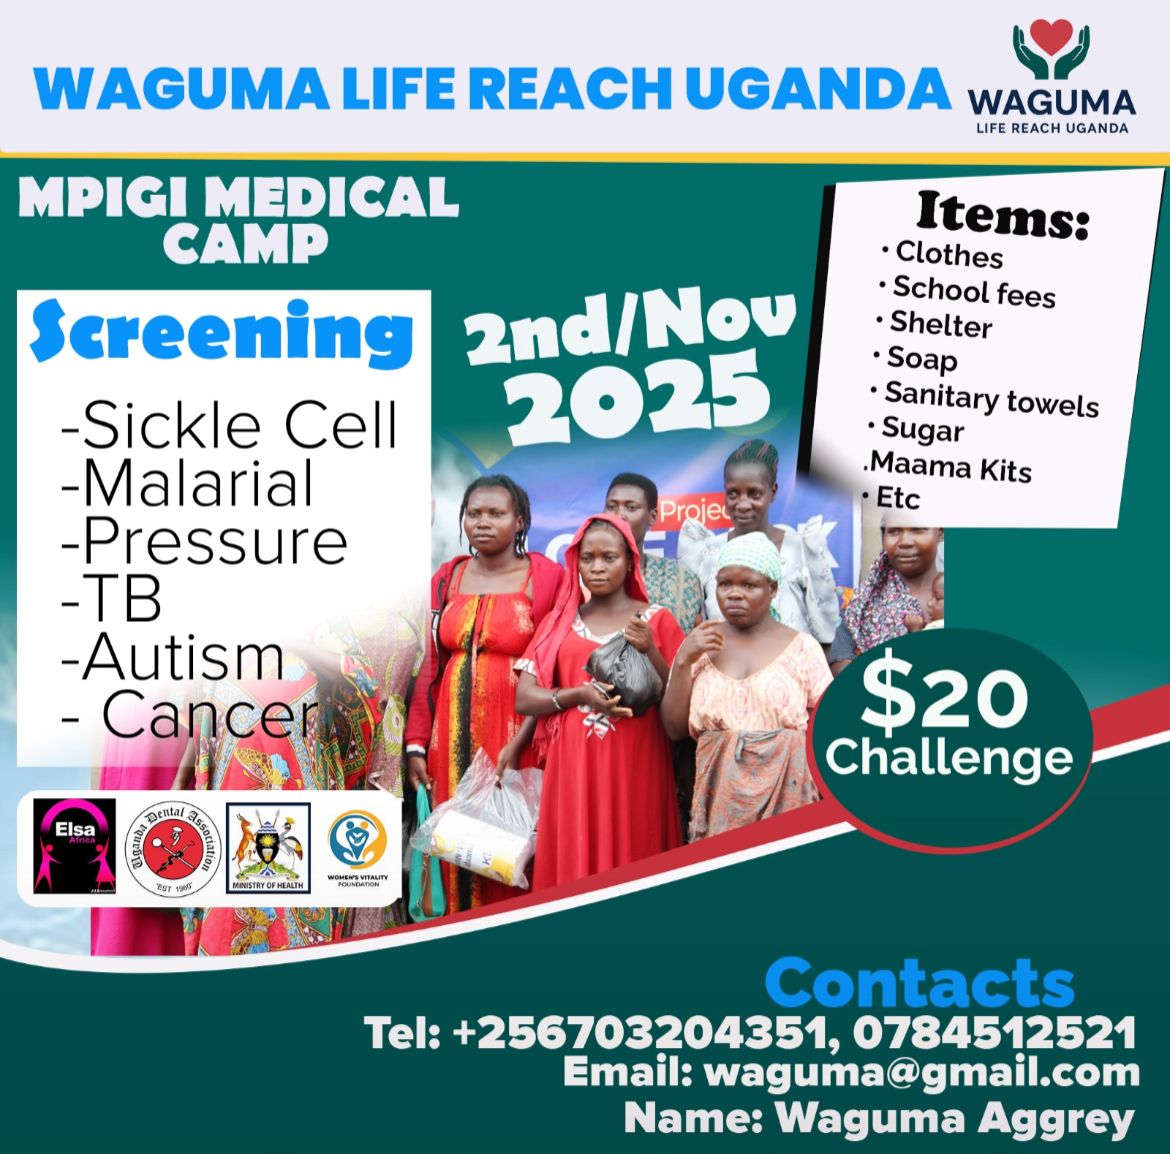 WAGUMA LIFE REACH UGANDA
WAGUMA
LIFE REACH UGANDA
MPIGI MEDICAL
CAMP
Screening
-Sickle Cell
-Malarial
-Pressure
-TB
-Autism
- Cancer
2nd/Nov
2025
Items:
• Clothes
• School fees
• Shelter
• Soap
• Sanitary towels
• Sugar
.Maama Kits
• Etc
Project
$20
Challenge
Elsa
Africa
Uganda Dental Association
"EST 1960"
MINISTRY OF HEALTH
WOMEN'S VITALITY
FOUNDATION
Contacts
Tel: +256703204351, 0784512521
Email: waguma@gmail.com
Name: Waguma Aggrey